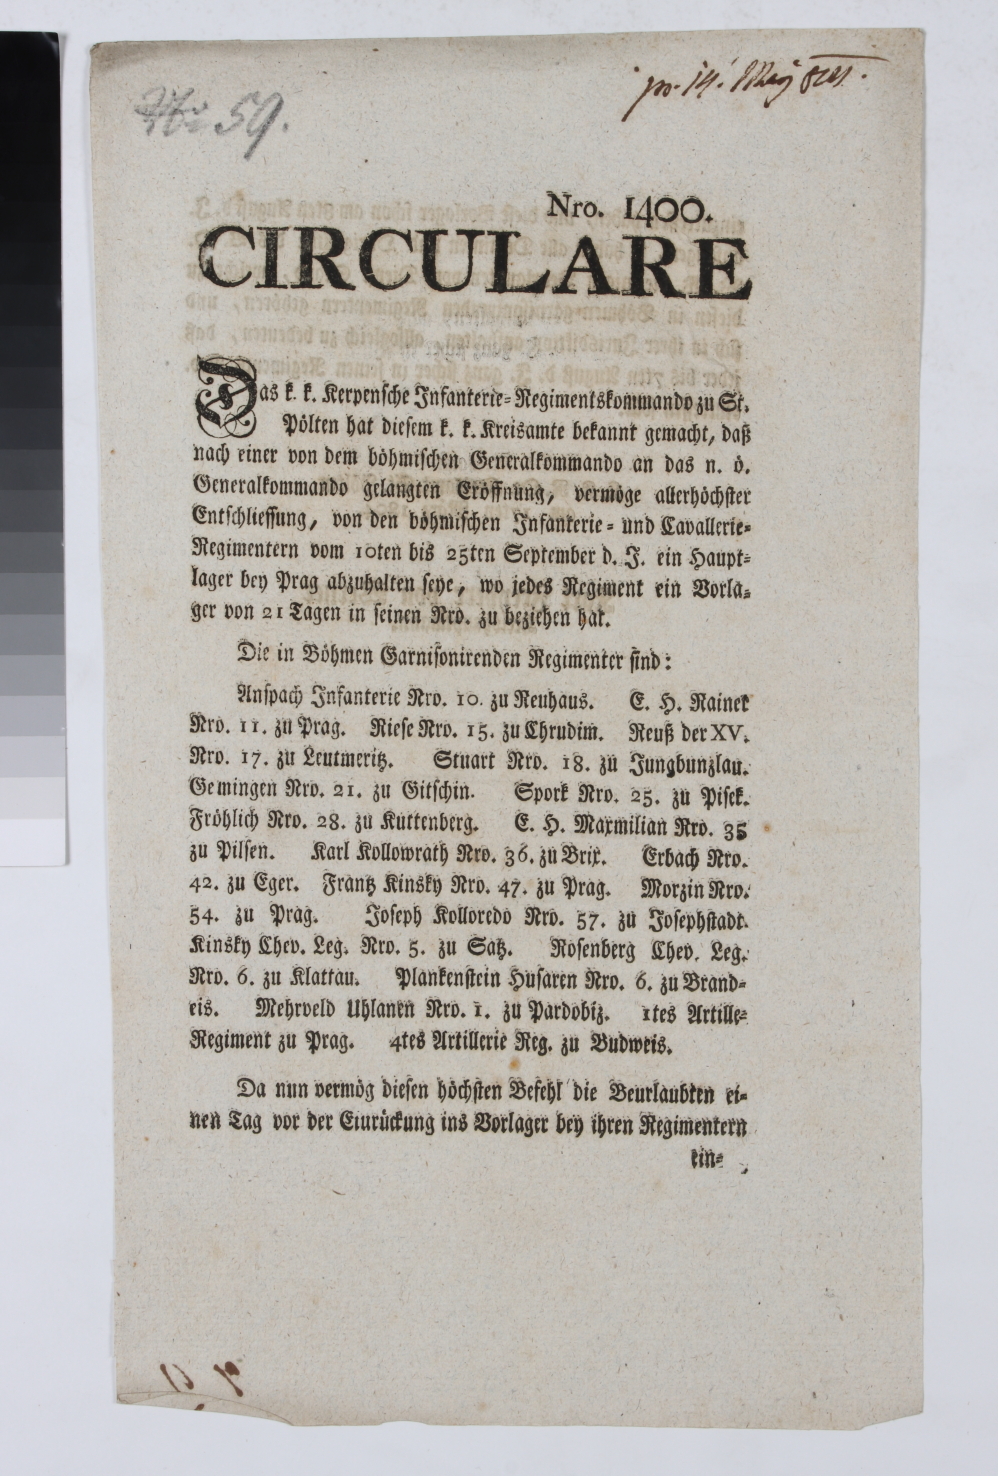 No 59.
pr. 14. May 821.
Nro. 1400.
CIRCULARE
Das k. k. Kerpensche Infanterie-Regimentskommando zu St.
Pölten hat diesem k. k. Kreisamte bekannt gemacht, daß
nach einer von dem böhmischen Generalkommando an das n. ö.
Generalkommando gelangten Eröffnung, vermöge allerhöchster
Entschliessung, von den böhmischen Infanterie- und Cavallerie-
Regimentern vom 10ten bis 25ten September d. J. ein Haupt-
lager bey Prag abzuhalten seye, wo jedes Regiment ein Vorla-
ger von 21 Tagen in seinen Nro. zu beziehen hat.
Die in Böhmen Garnisonirenden Regimenter sind:
Anspach Infanterie Nro. 10. zu Neuhaus. E. H. Rainer
Nro. 11. zu Prag. Riese Nro. 15. zu Chrudim. Reuß der XV.
Nro. 17. zu Leutmeritz. Stuart Nro. 18. zu Jungbunzlau.
Gemingen Nro. 21. zu Gitschin. Spork Nro. 25. zu Pisek.
Fröhlich Nro. 28. zu Kuttenberg. E. H. Maxmilian Nro. 35
zu Pilsen. Karl Kollowrath Nro. 36. zu Brix. Erbach Nro.
42. zu Eger. Frantz Kinsky Nro. 47. zu Prag. Morzin Nro.
54. zu Prag. Joseph Kolloredo Nro. 57. zu Josephstadt.
Kinsky Chev. Leg. Nro. 5. zu Satz. Rosenberg Chev. Leg.
Nro. 6. zu Klattau. Plankenstein Husaren Nro. 6. zu Brand-
eis. Mehrveld Uhlanen Nro. 1. zu Pardobiz. 1tes Artille-
Regiment zu Prag. 4tes Artillerie Reg. zu Budweis.
Da nun vermög diesen höchsten Befehl die Beurlaubten ei-
nen Tag vor der Eiurückung ins Vorlager bey ihren Regimentern
ein-